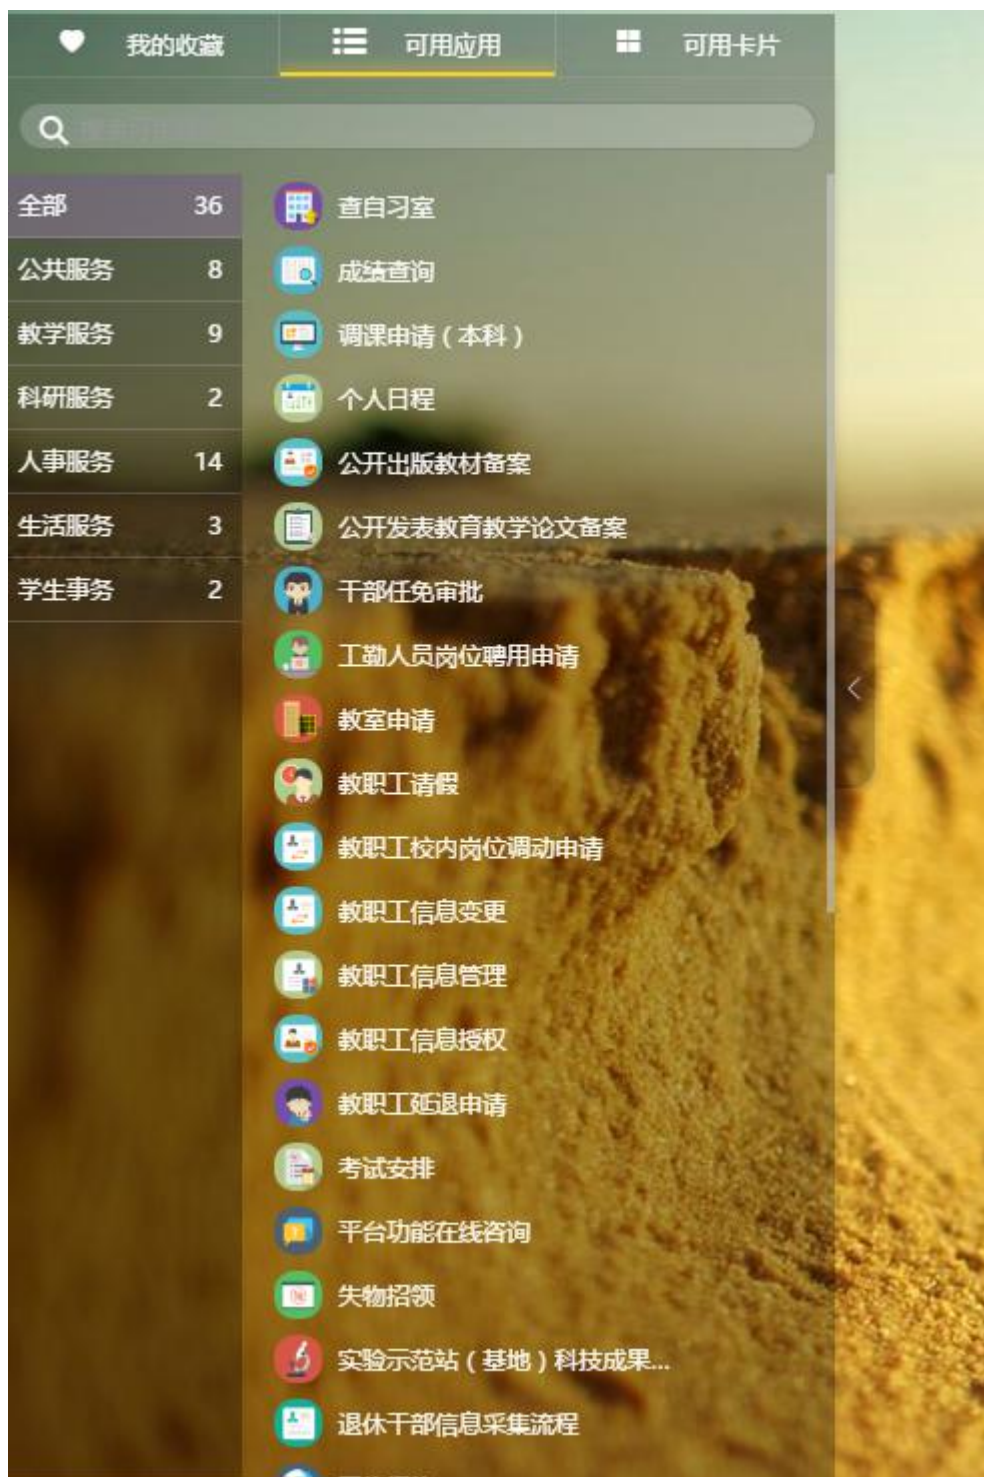 我的收藏
可用应用
可用卡片
全部 36
公共服务 8
教学服务 9
科研服务 2
人事服务 14
生活服务 3
学生事务 2
查自习室
成绩查询
调课申请（本科）
个人日程
公开出版教材备案
公开发表教育教学论文备案
干部任免审批
工勤人员岗位聘用申请
教室申请
教职工请假
教职工校内岗位调动申请
教职工信息变更
教职工信息管理
教职工信息授权
教职工延退申请
考试安排
平台功能在线咨询
失物招领
实验示范站（基地）科技成果...
退休干部信息采集流程